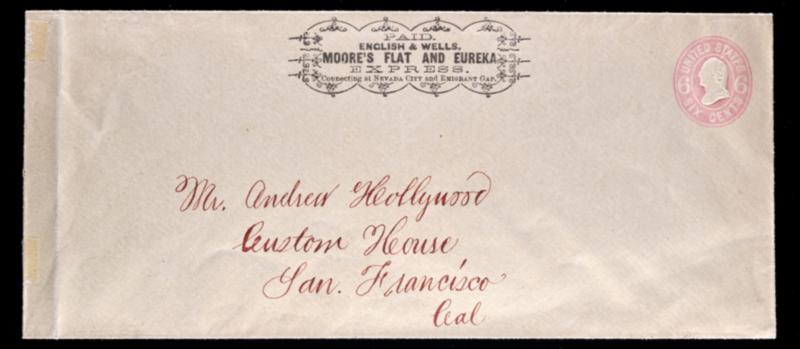 PAID.
ENGLISH & WELLS.
MOORE'S FLAT AND EUREKA
EXPRESS.
Connecting at NEVADA CITY and EMIGRANT GAP.
UNITED STATES
6 6
SIX CENTS
Mr. Andrew Hollywood
Custom House
San. Francisco
Cal